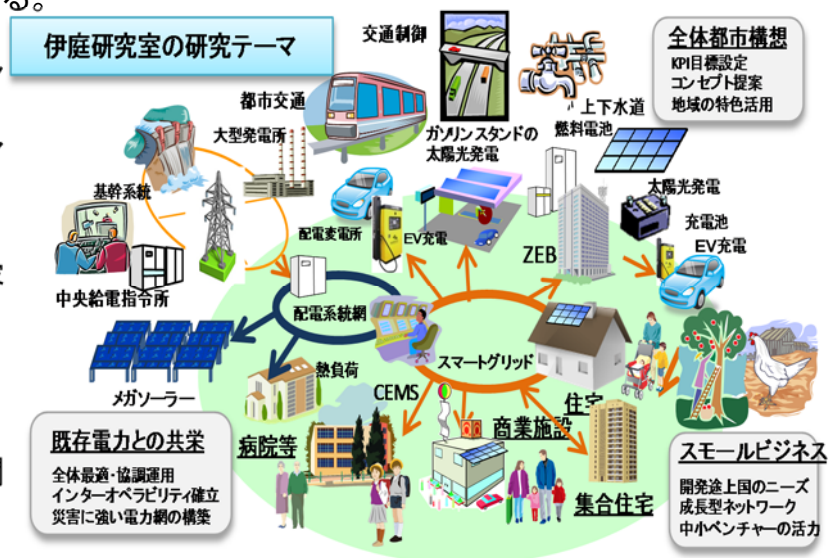 る。
伊庭研究室の研究テーマ
交通制御
全体都市構想
KPI目標設定
コンセプト提案
地域の特色活用
都市交通
上下水道
大型発電所
ガソリンスタンドの
太陽光発電
燃料電池
基幹系統
太陽光発電
配電変電所
EV充電
充電池
EV充電
ZEB
中央給電指令所
配電系統網
スマートグリッド
メガソーラー
熱負荷
CEMS
住宅
商業施設
病院等
集合住宅
既存電力との共栄
全体最適・協調運用
インターオペラビリティ確立
災害に強い電力網の構築
スモールビジネス
開発途上国のニーズ
成長型ネットワーク
中小ベンチャーの活力